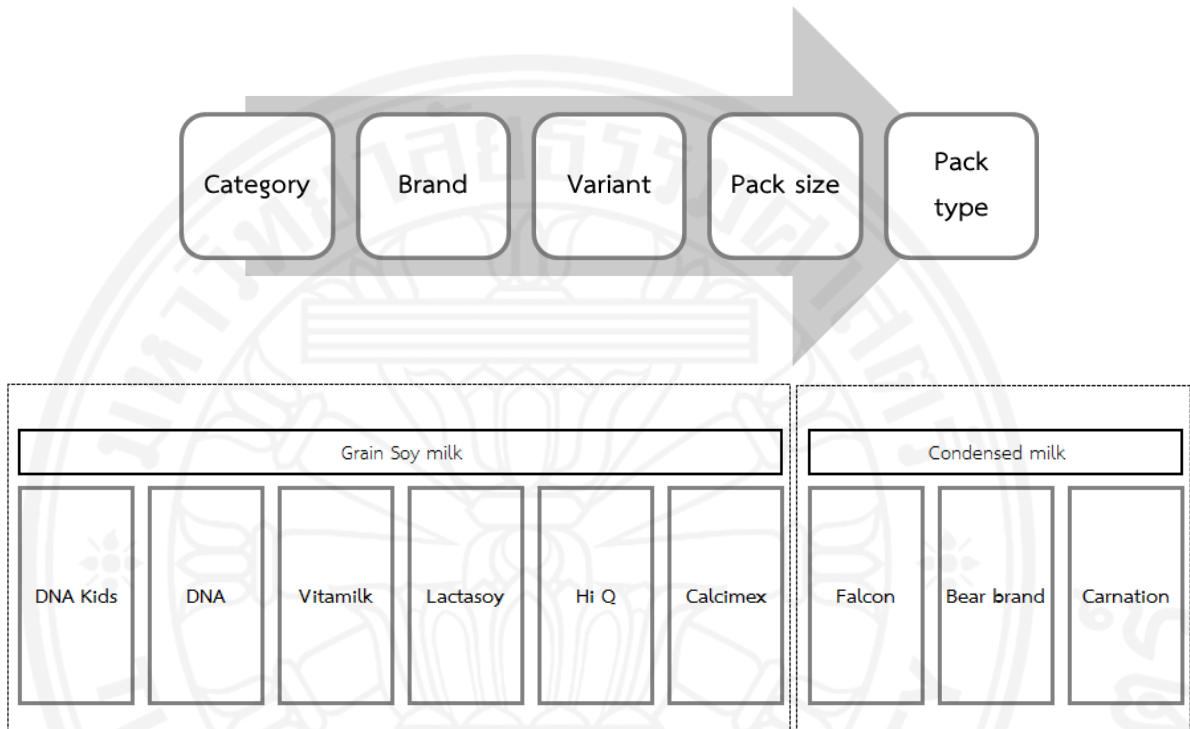 Category
Brand
Variant
Pack size
Pack
type
Grain Soy milk
Condensed milk
DNA Kids
DNA
Vitamilk
Lactasoy
Hi Q
Calcimex
Falcon
Bear brand
Carnation